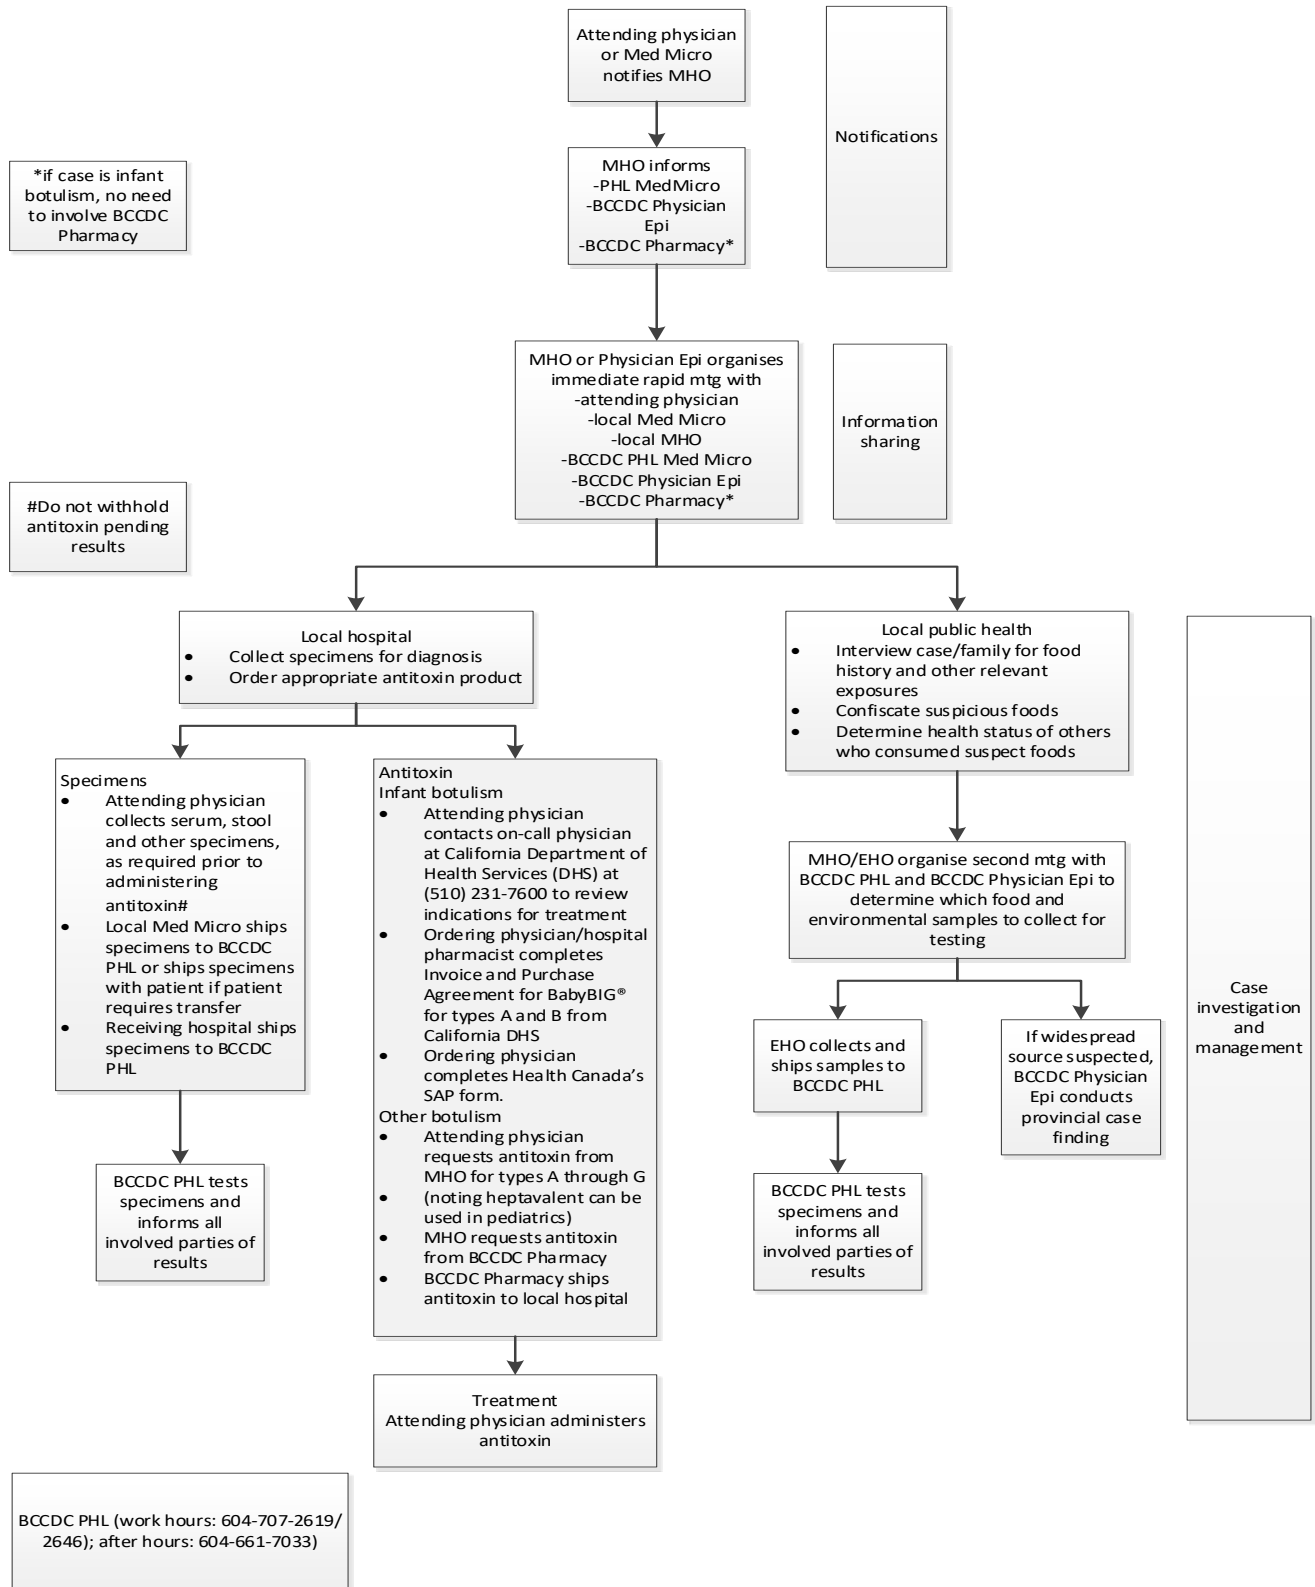 Attending physician
or Med Micro
notifies MHO
Notifications
*if case is infant
botulism, no need
to involve BCCDC
Pharmacy
MHO informs
-PHL MedMicro
-BCCDC Physician
Epi
-BCCDC Pharmacy*
MHO or Physician Epi organises
immediate rapid mtg with
-attending physician
-local Med Micro
-local MHO
-BCCDC PHL Med Micro
-BCCDC Physician Epi
-BCCDC Pharmacy*
Information
sharing
#Do not withhold
antitoxin pending
results
Local hospital
• Collect specimens for diagnosis
• Order appropriate antitoxin product
Local public health
• Interview case/family for food
history and other relevant
exposures
• Confiscate suspicious foods
• Determine health status of others
who consumed suspect foods
Case
investigation
and
management
Specimens
• Attending physician
collects serum, stool
and other specimens,
as required prior to
administering
antitoxin#
• Local Med Micro ships
specimens to BCCDC
PHL or ships specimens
with patient if patient
requires transfer
• Receiving hospital ships
specimens to BCCDC
PHL
Antitoxin
Infant botulism
• Attending physician
contacts on-call physician
at California Department of
Health Services (DHS) at
(510) 231-7600 to review
indications for treatment
• Ordering physician/hospital
pharmacist completes
Invoice and Purchase
Agreement for BabyBIG®
for types A and B from
California DHS
• Ordering physician
completes Health Canada’s
SAP form.
Other botulism
• Attending physician
requests antitoxin from
MHO for types A through G
• (noting heptavalent can be
used in pediatrics)
• MHO requests antitoxin
from BCCDC Pharmacy
• BCCDC Pharmacy ships
antitoxin to local hospital
MHO/EHO organise second mtg with
BCCDC PHL and BCCDC Physician Epi to
determine which food and
environmental samples to collect for
testing
EHO collects and
ships samples to
BCCDC PHL
If widespread
source suspected,
BCCDC Physician
Epi conducts
provincial case
finding
BCCDC PHL tests
specimens and
informs all
involved parties of
results
BCCDC PHL tests
specimens and
informs all
involved parties of
results
Treatment
Attending physician administers
antitoxin
BCCDC PHL (work hours: 604-707-2619/
2646); after hours: 604-661-7033)